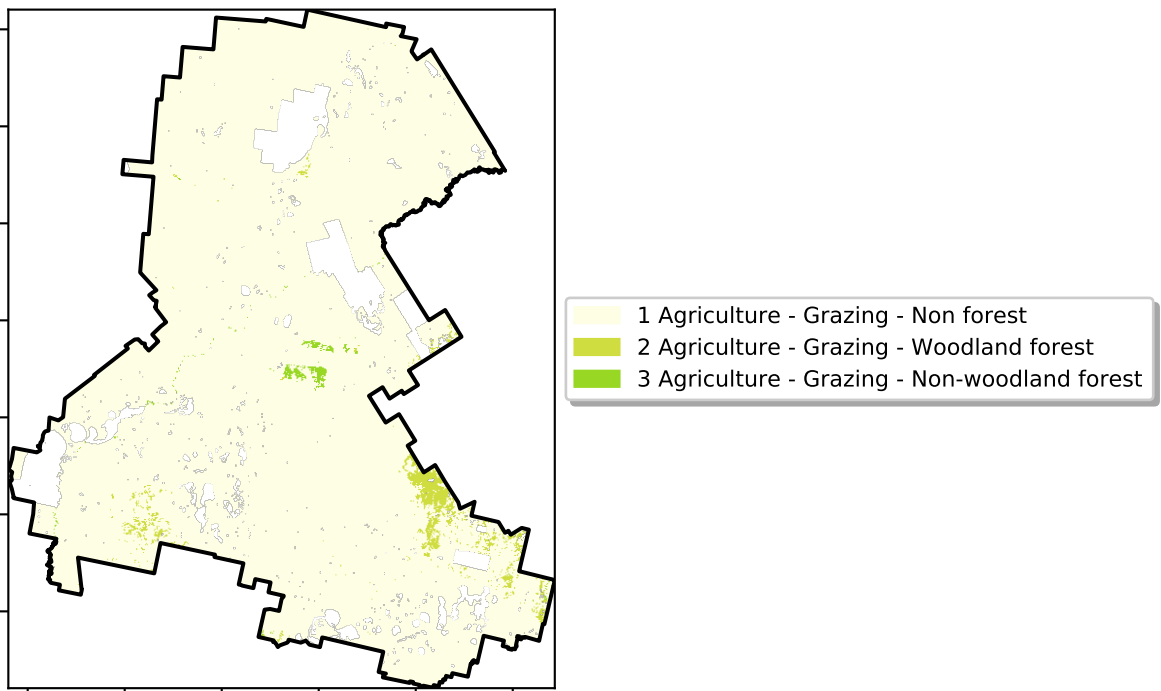 1 Agriculture - Grazing - Non forest
2 Agriculture - Grazing - Woodland forest
3 Agriculture - Grazing - Non-woodland forest